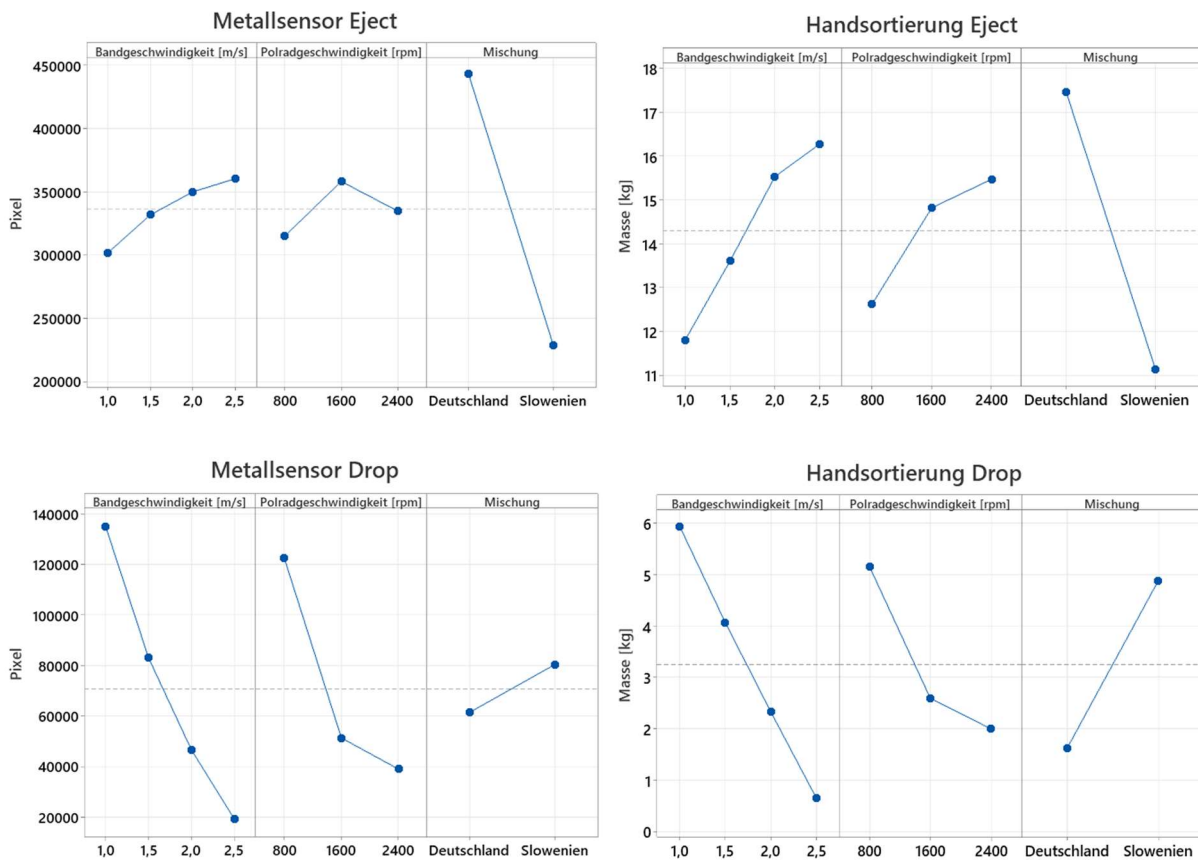 Metallsensor Eject
Bandgeschwindigkeit [m/s] Polradgeschwindigkeit [rpm] Mischung
Pixel
450000
400000
350000
300000
250000
200000
1,0 1,5 2,0 2,5 800 1600 2400 Deutschland Slowenien
Handsortierung Eject
Bandgeschwindigkeit [m/s] Polradgeschwindigkeit [rpm] Mischung
Masse [kg]
18
17
16
15
14
13
12
11
1,0 1,5 2,0 2,5 800 1600 2400 Deutschland Slowenien
Metallsensor Drop
Bandgeschwindigkeit [m/s] Polradgeschwindigkeit [rpm] Mischung
Pixel
140000
120000
100000
80000
60000
40000
20000
1,0 1,5 2,0 2,5 800 1600 2400 Deutschland Slowenien
Handsortierung Drop
Bandgeschwindigkeit [m/s] Polradgeschwindigkeit [rpm] Mischung
Masse [kg]
6
5
4
3
2
1
0
1,0 1,5 2,0 2,5 800 1600 2400 Deutschland Slowenien